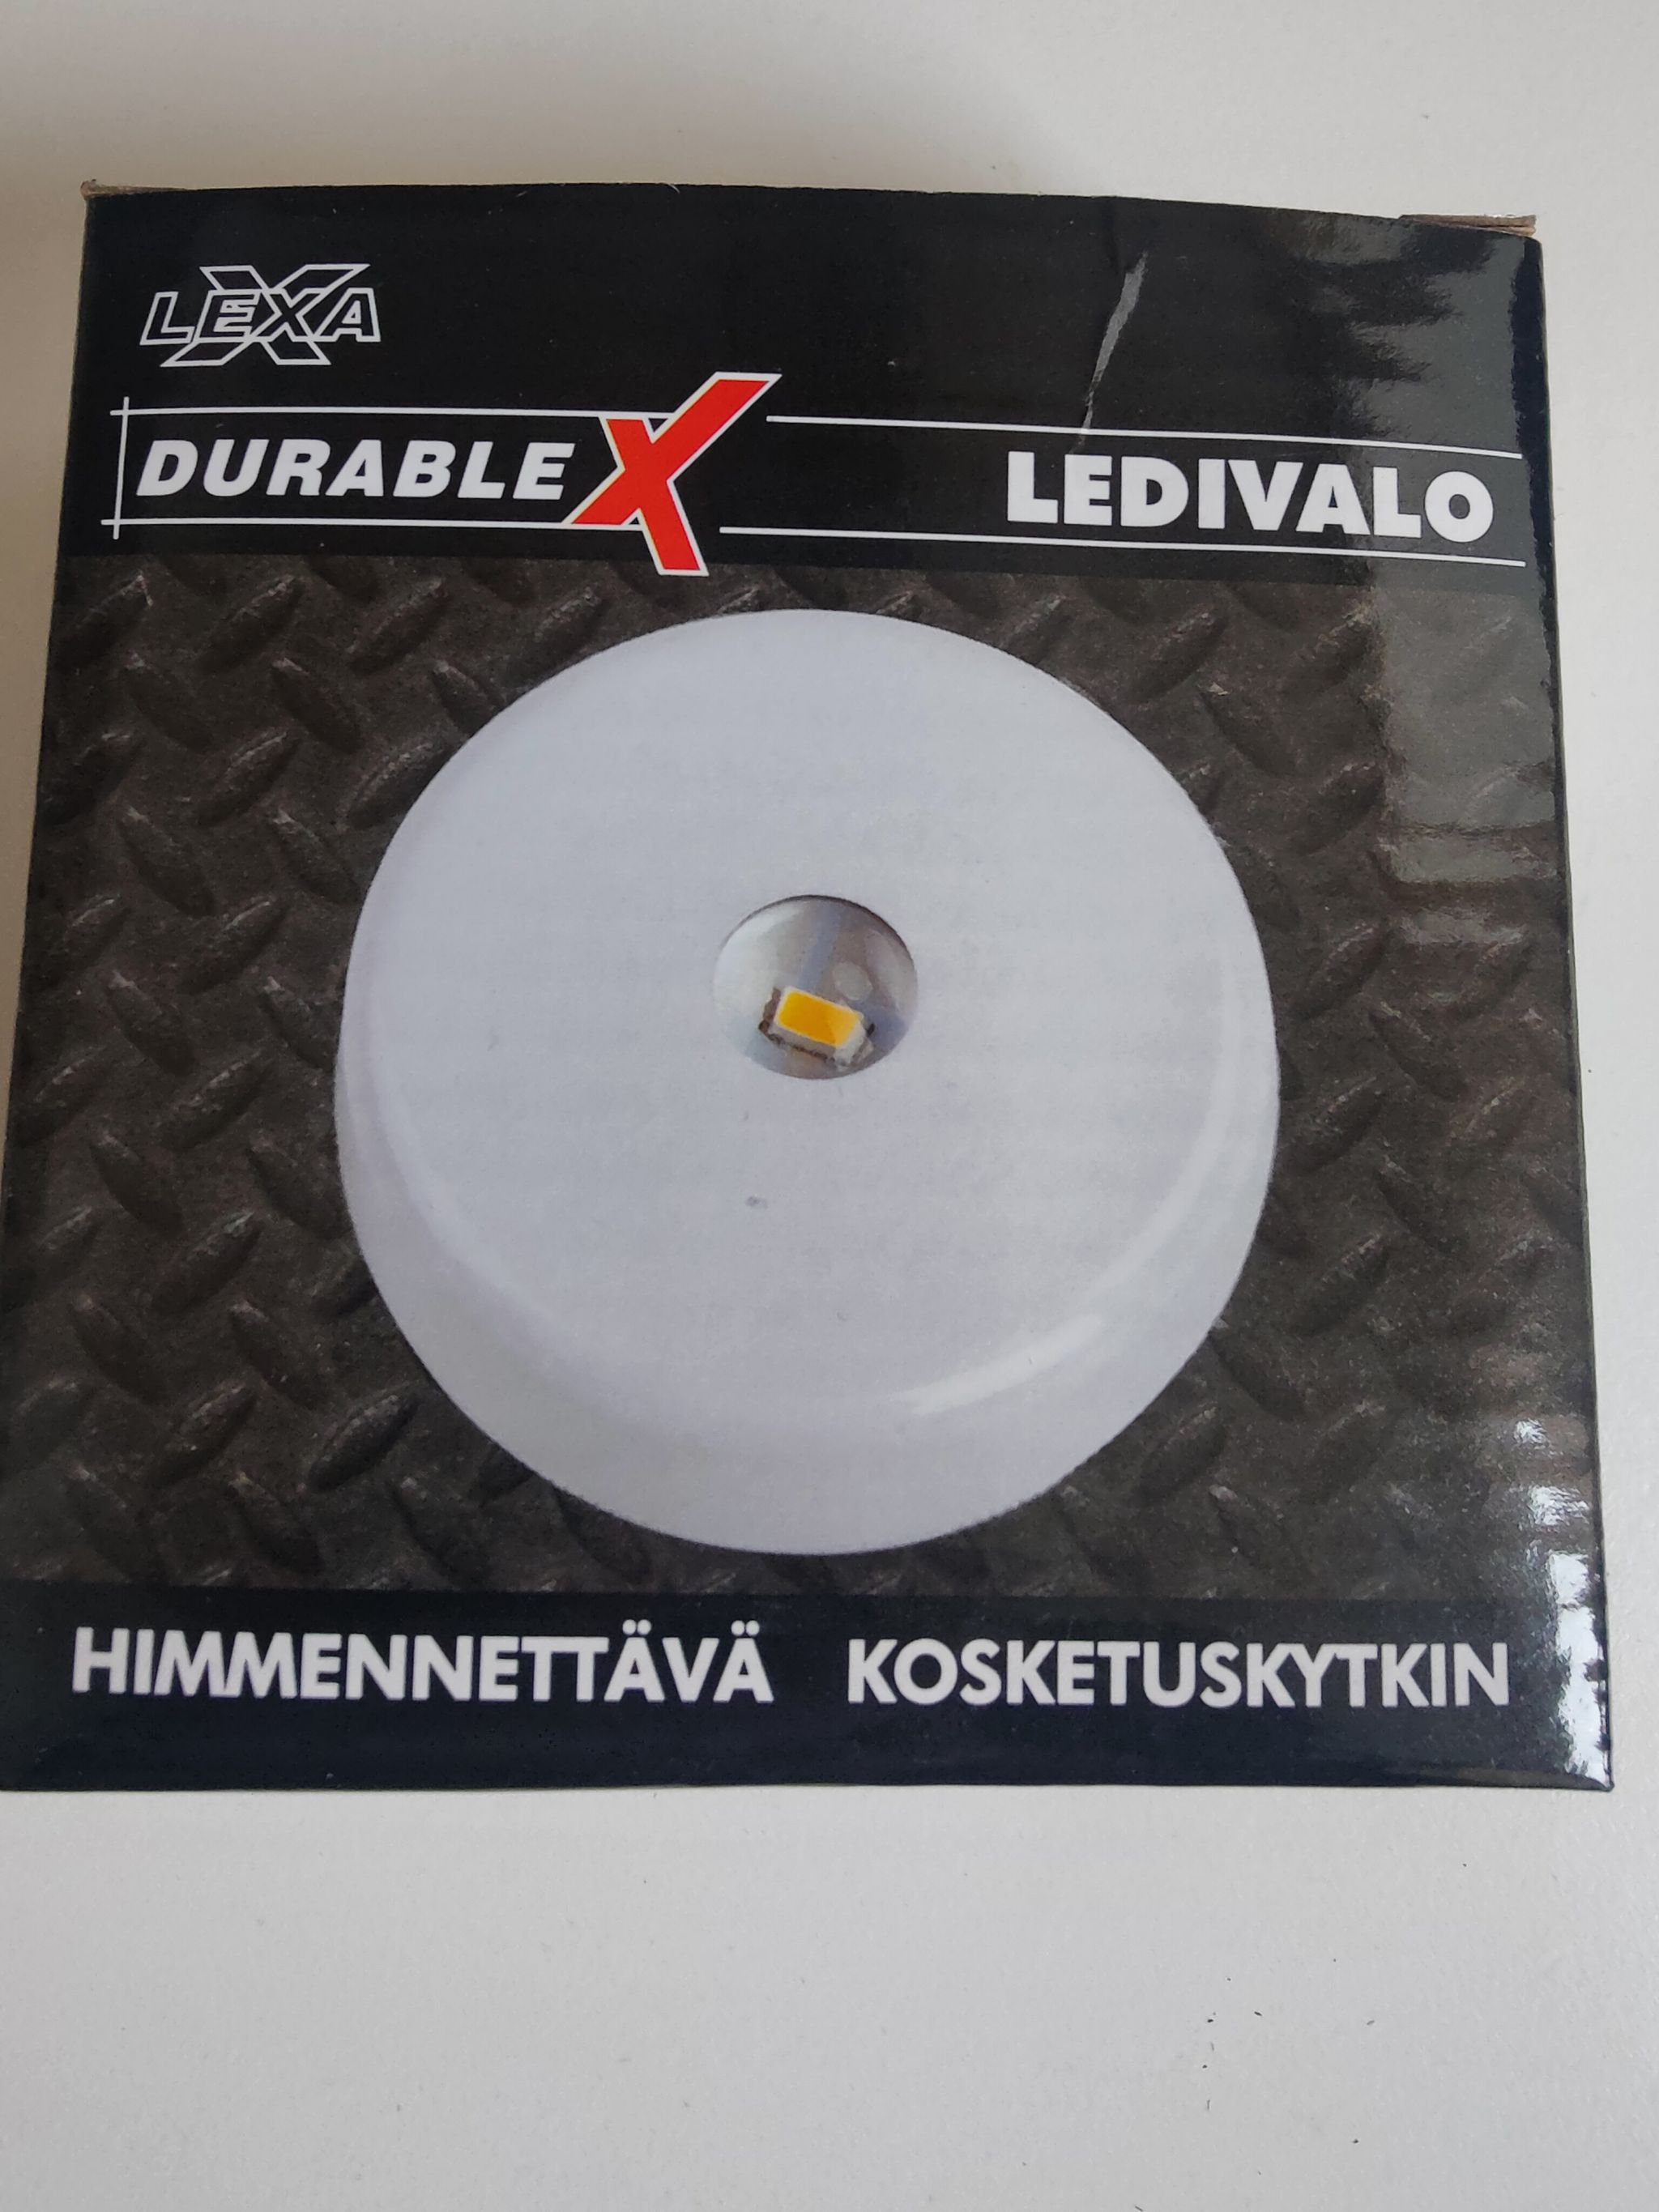 LEXA
DURABLE X LEDIVALO
HIMMENNETTÄVÄ KOSKETUSKYTKIN